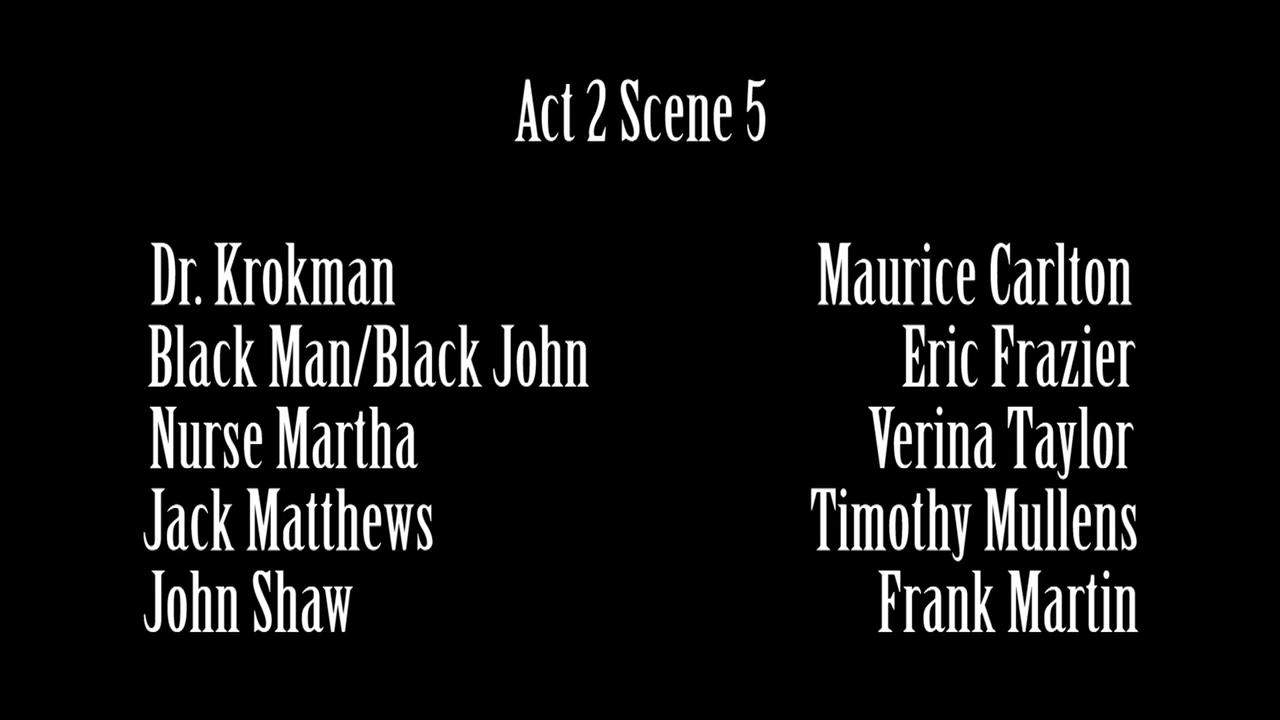 Act 2 Scene 5
Dr. Krokman Maurice Carlton
Black Man/Black John Eric Frazier
Nurse Martha Verina Taylor
Jack Matthews Timothy Mullens
John Shaw Frank Martin